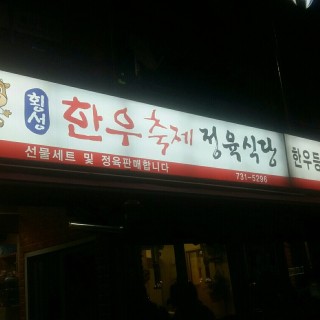 횡성 한우축제 정육식당
선물세트 및 정육판매합니다
731-5296
한우등